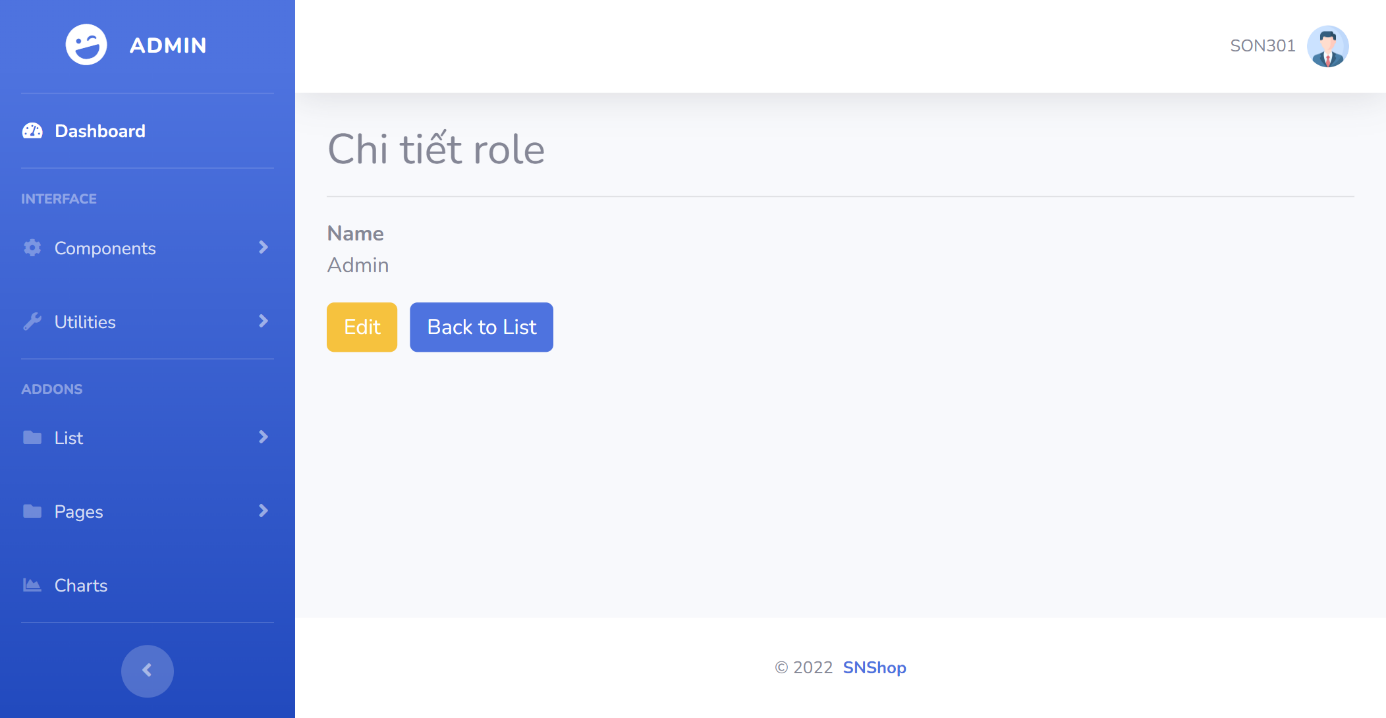 ADMIN
SON301
Dashboard
INTERFACE
Components
Utilities
ADDONS
List
Pages
Charts
Chi tiết role
Name
Admin
Edit
Back to List
© 2022 SNShop